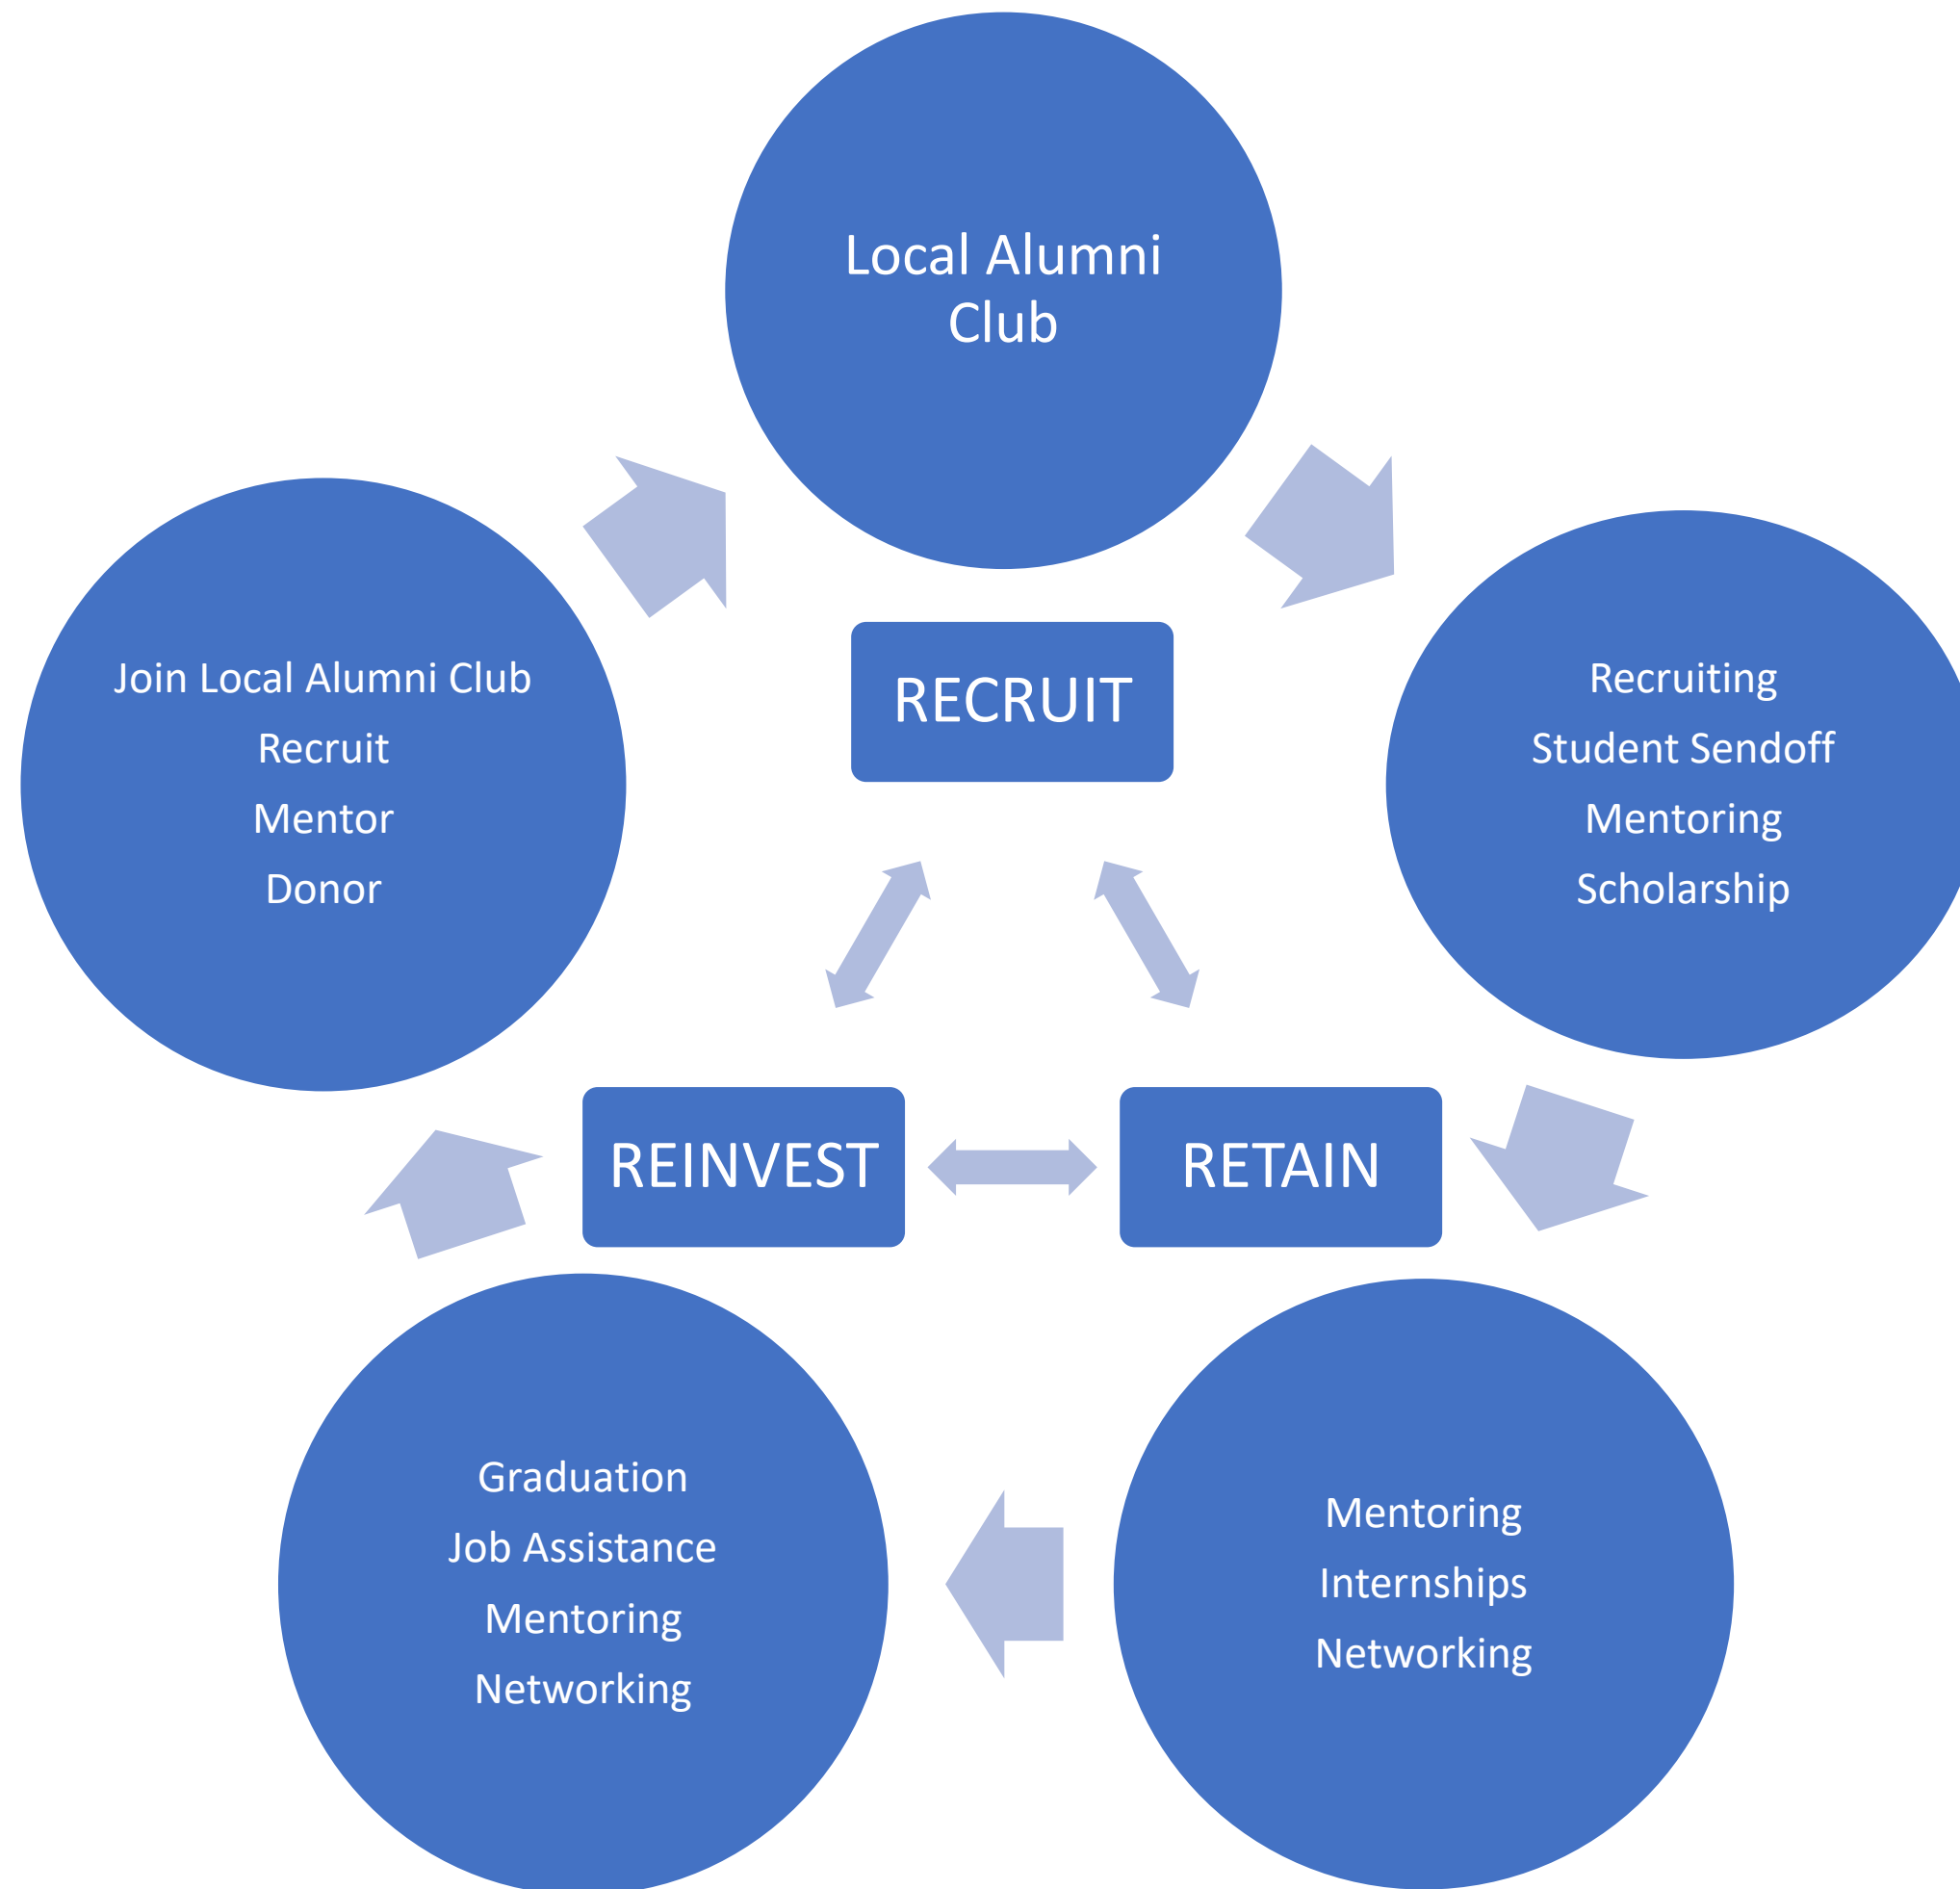 Local Alumni
Club
RECRUIT
Join Local Alumni Club
Recruit
Mentor
Donor
Recruiting
Student Sendoff
Mentoring
Scholarship
REINVEST
RETAIN
Graduation
Job Assistance
Mentoring
Networking
Mentoring
Internships
Networking